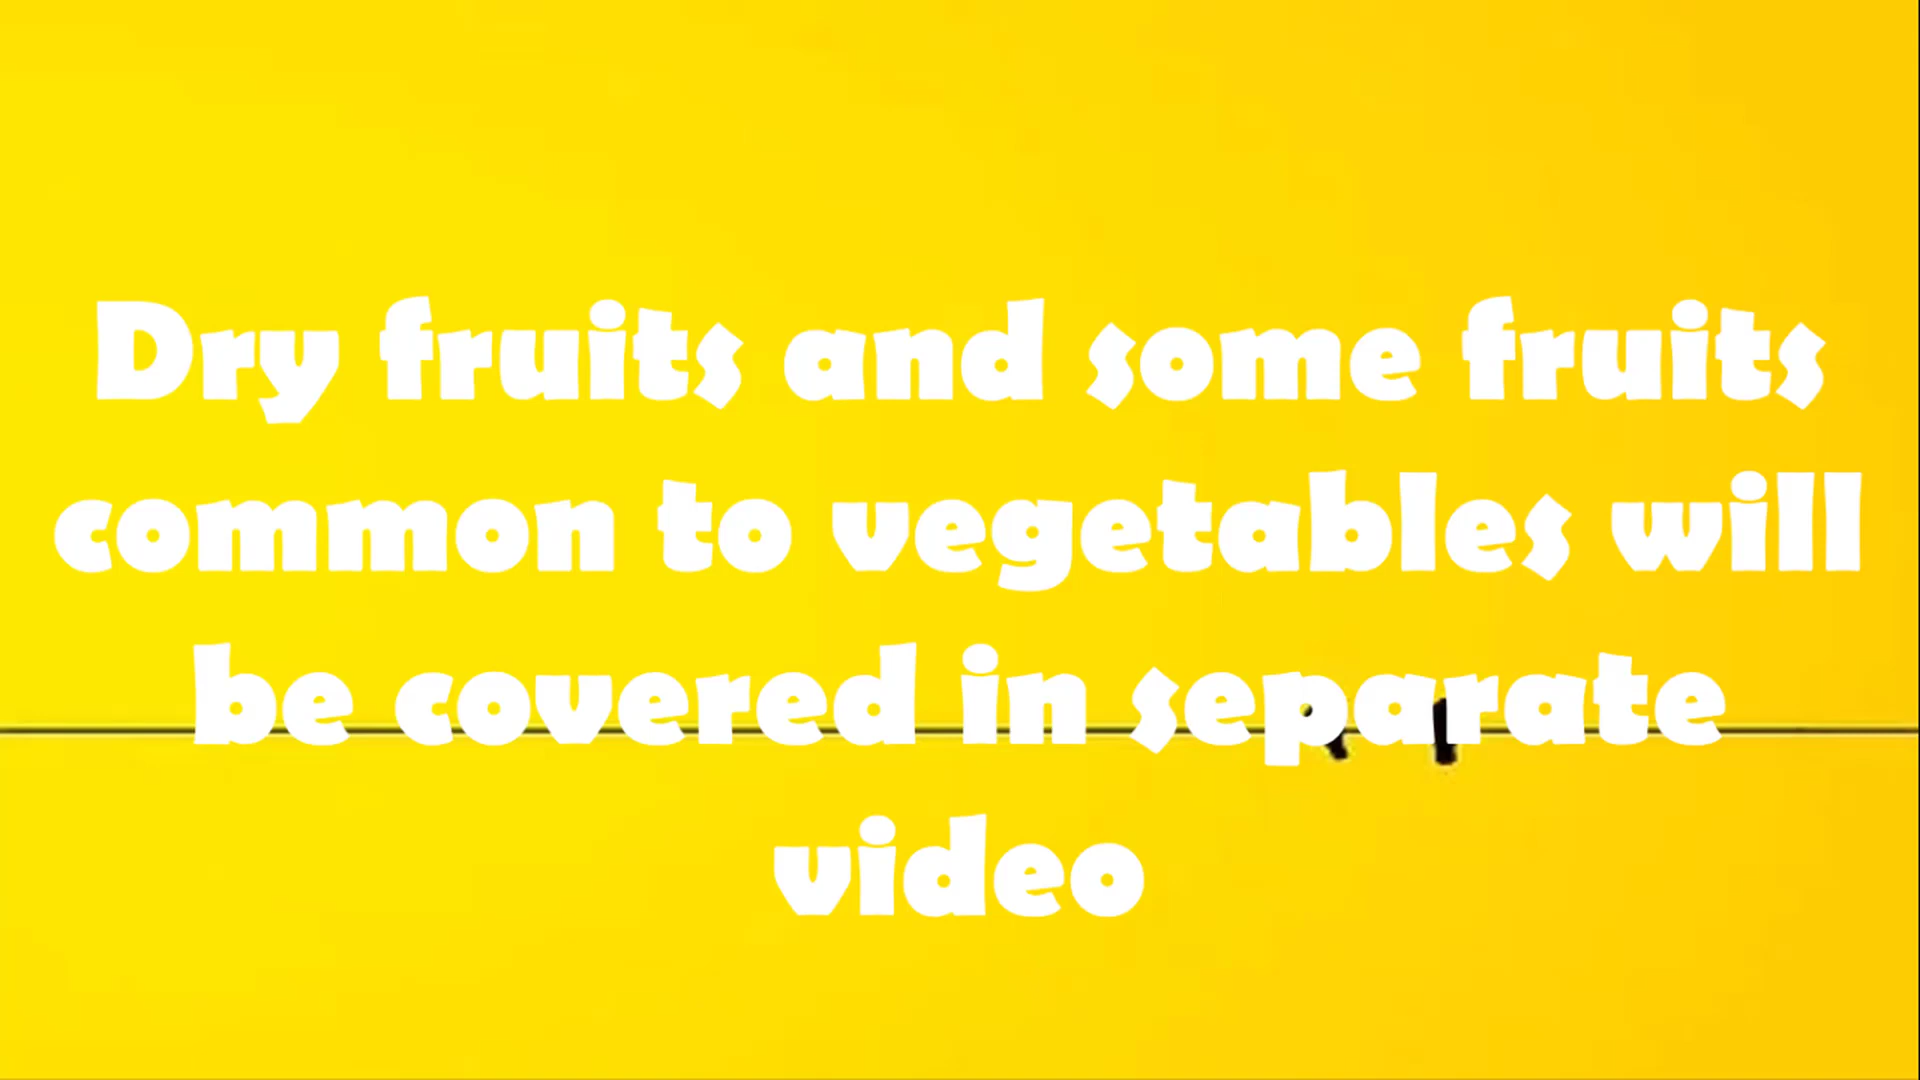 Dry fruits and some fruits
common to vegetables will
be covered in separate
video